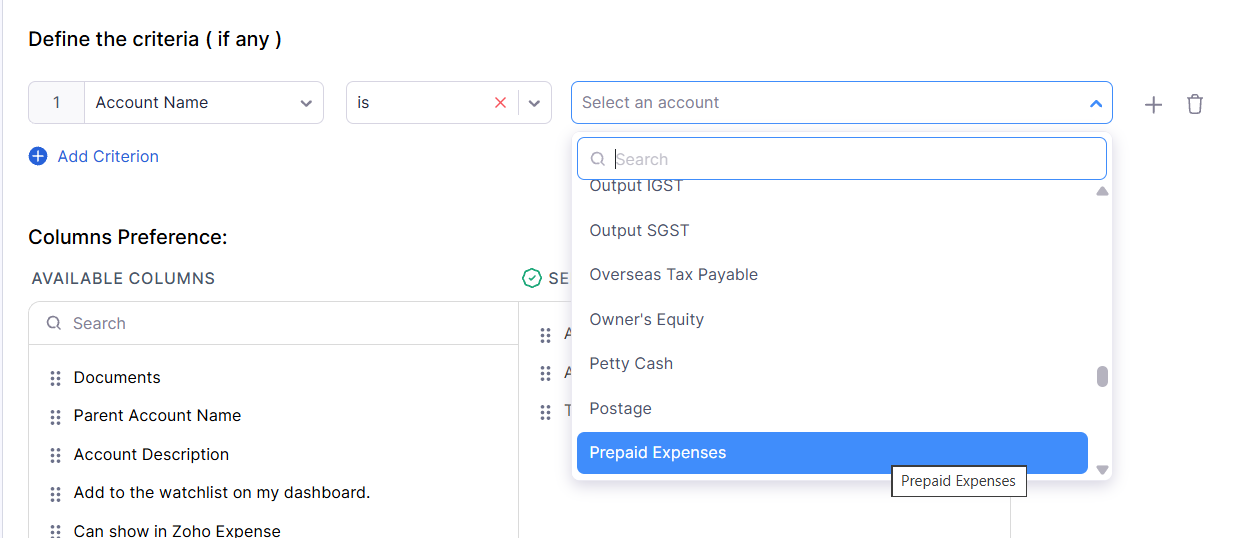 Define the criteria ( if any )
1 Account Name is Select an account
Add Criterion
Search
Output IGST
Output SGST
Overseas Tax Payable
Owner's Equity
Petty Cash
Postage
Prepaid Expenses
Prepaid Expenses
Columns Preference:
AVAILABLE COLUMNS
SE
Search
Documents
Parent Account Name
Account Description
Add to the watchlist on my dashboard.
Can show in Zoho Expense